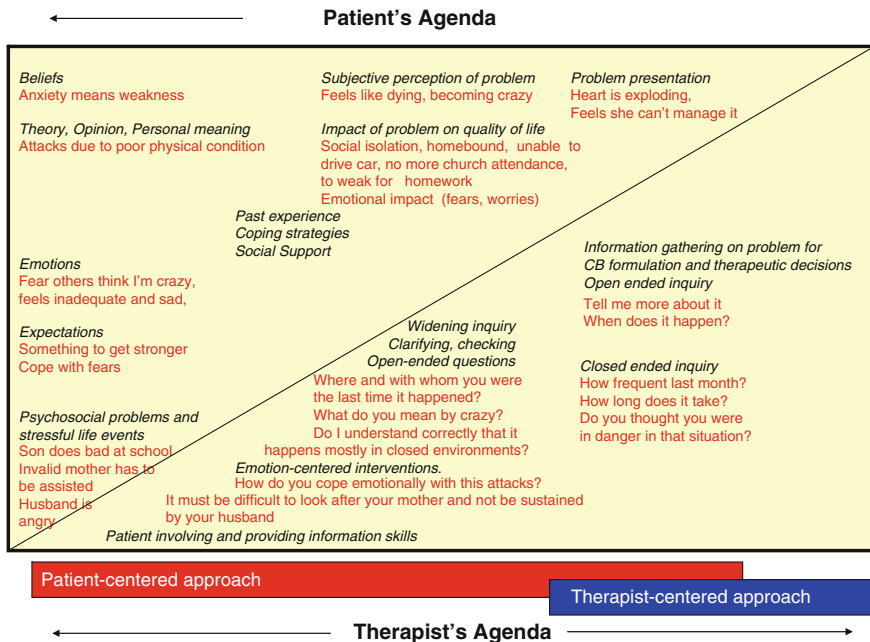 Patient's Agenda
Beliefs
Anxiety means weakness
Theory, Opinion, Personal meaning
Attacks due to poor physical condition
Subjective perception of problem
Feels like dying, becoming crazy
Impact of problem on quality of life
Social isolation, homebound, unable to
drive car, no more church attendance,
to weak for homework
Emotional impact (fears, worries)
Problem presentation
Heart is exploding,
Feels she can't manage it
Past experience
Coping strategies
Social Support
Emotions
Fear others think I'm crazy,
feels inadequate and sad,
Expectations
Something to get stronger
Cope with fears
Psychosocial problems and
stressful life events
Son does bad at school
Invalid mother has to
be assisted
Husband is
angry
Information gathering on problem for
CB formulation and therapeutic decisions
Open ended inquiry
Tell me more about it
When does it happen?
Closed ended inquiry
How frequent last month?
How long does it take?
Do you thought you were
in danger in that situation?
Widening inquiry
Clarifying, checking
Open-ended questions
Where and with whom you were
the last time it happened?
What do you mean by crazy?
Do I understand correctly that it
happens mostly in closed environments?
Emotion-centered interventions.
How do you cope emotionally with this attacks?
It must be difficult to look after your mother and not be sustained
by your husband
Patient involving and providing information skills
Patient-centered approach
Therapist-centered approach
Therapist's Agenda